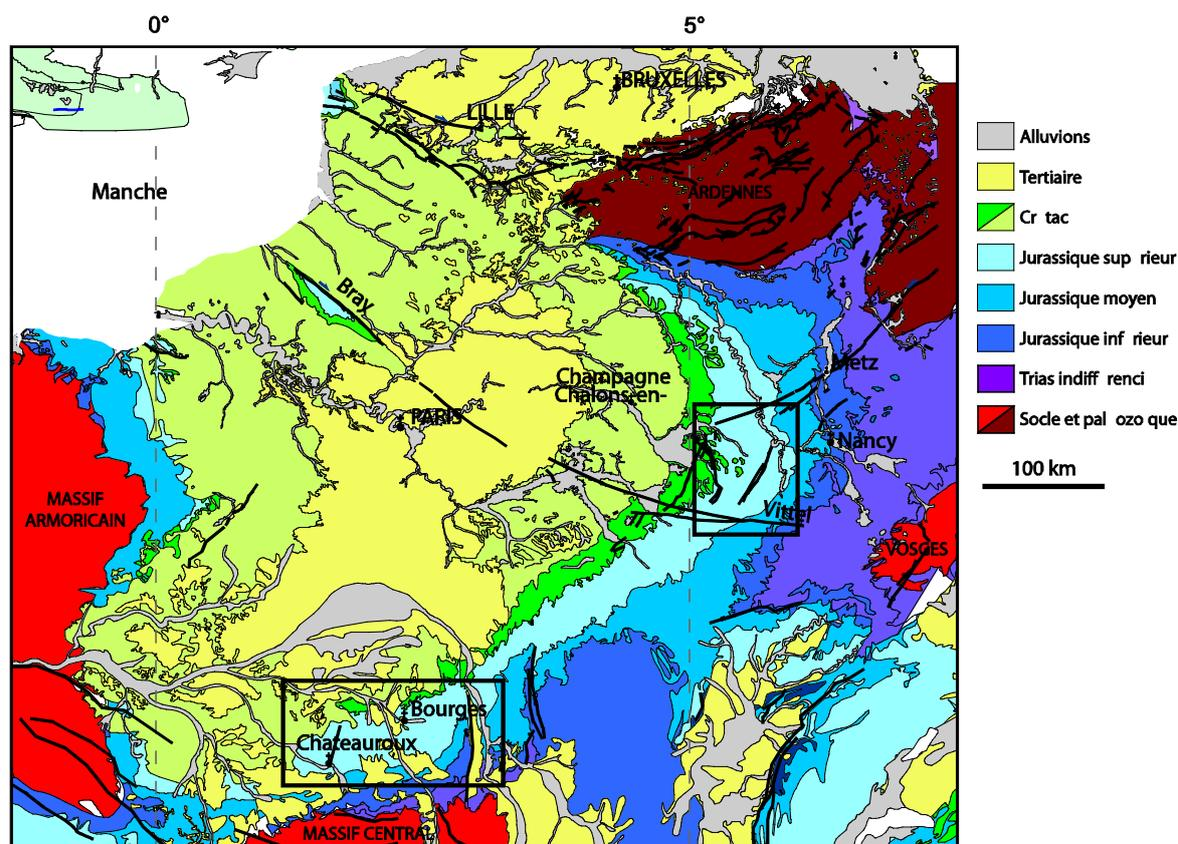 0° 5°
BRUXELLES
LILLE
Manche
ARDENNES
Bray
Metz
Champagne
Chalons-en-
PARIS
Nancy
MASSIF
ARMORICAIN
Vittel
VOSGES
Bourges
Chateauroux
MASSIF CENTRAL
Alluvions
Tertiaire
Cr tac
Jurassique sup rieur
Jurassique moyen
Jurassique inf rieur
Trias indiff renci
Socle et pal ozo que
100 km